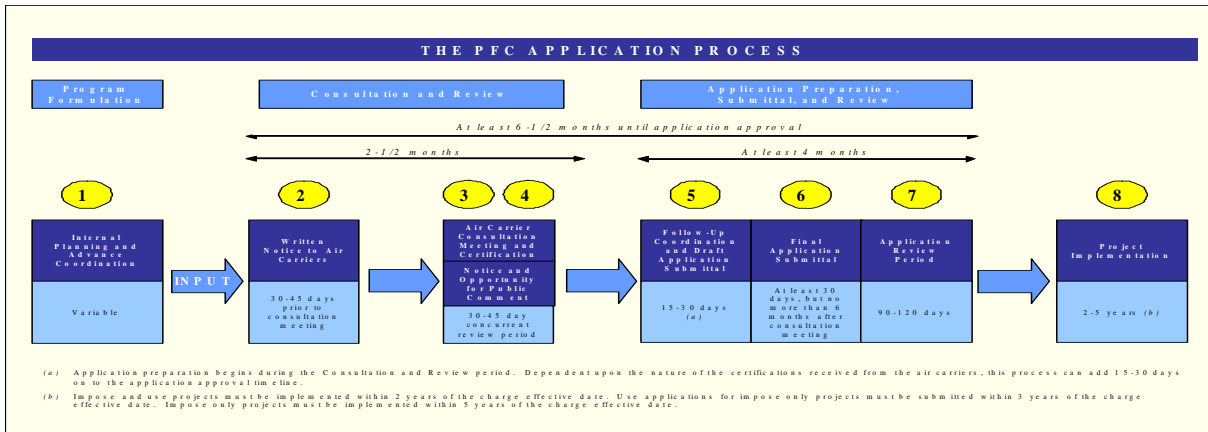 THE PFC APPLICATION PROCESS
Program
Formulation
Consultation and Review
Application Preparation,
Submittal, and Review
At least 6 -1/2 months until application approval
2 -1/2 months
At least 4 months
1
2
3
4
5
6
7
8
Internal
Planning and
Advance
Coordination
Variable
INPUT
Written
Notice to Air
Carriers
30-45 days
prior to
consultation
meeting
Air Carrier
Consultation
Meeting and
Certification
Notice and
Opportunity
for Public
Comment
30-45 day
concurrent
review period
Follow-Up
Coordination
and Draft
Application
Submittal
15-30 days
(a)
Final
Application
Submittal
At least 30
days, but no
more than 6
months after
consultation
meeting
Application
Review
Period
90-120 days
Project
Implementation
2-5 years (b)
(a) Application preparation begins during the Consultation and Review period. Dependent upon the nature of the certifications received from the air carriers, this process can add 15-30 days
on to the application approval timeline.
(b) Impose and use projects must be implemented within 2 years of the charge effective date. Use applications for impose only projects must be submitted within 3 years of the charge
effective date. Impose only projects must be implemented within 5 years of the charge effective date.